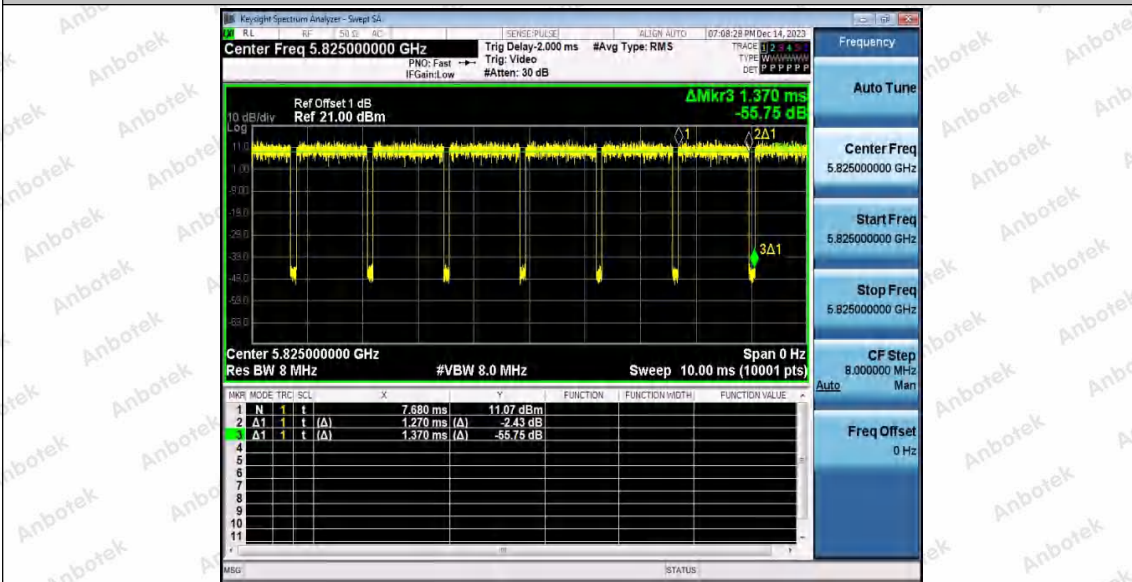 Keysight Spectrum Analyzer - Swept SA
RL RF 50 Ω AC SENSE:PULSE ALIGN AUTO 07:08:28 PM Dec 14, 2023
Center Freq 5.825000000 GHz
PNO: Fast
IFGain:Low
Trig Delay-2.000 ms
Trig: Video
#Atten: 30 dB
#Avg Type: RMS
TRACE 1 2 3 4 5
TYPE
DET P P P P P P
Ref Offset 1 dB
Ref 21.00 dBm
10 dB/div
Log
ΔMkr3 1.370 ms
-55.75 dB
11.0
1.00
-9.00
-19.0
-29.0
-39.0
-49.0
-59.0
-69.0
1
2Δ1
3Δ1
Center 5.825000000 GHz
Res BW 8 MHz
#VBW 8.0 MHz
Span 0 Hz
Sweep 10.00 ms (10001 pts)
MKR MODE TRC SCL X Y FUNCTION FUNCTION WIDTH FUNCTION VALUE
1 N 1 t 7.680 ms 11.07 dBm
2 Δ1 1 t (Δ) 1.270 ms (Δ) -2.43 dB
3 Δ1 1 t (Δ) 1.370 ms (Δ) -55.75 dB
4
5
6
7
8
9
10
11
MSG STATUS
Frequency
Auto Tune
Center Freq
5.825000000 GHz
Start Freq
5.825000000 GHz
Stop Freq
5.825000000 GHz
CF Step
8.000000 MHz
Auto Man
Freq Offset
0 Hz
Anbotek